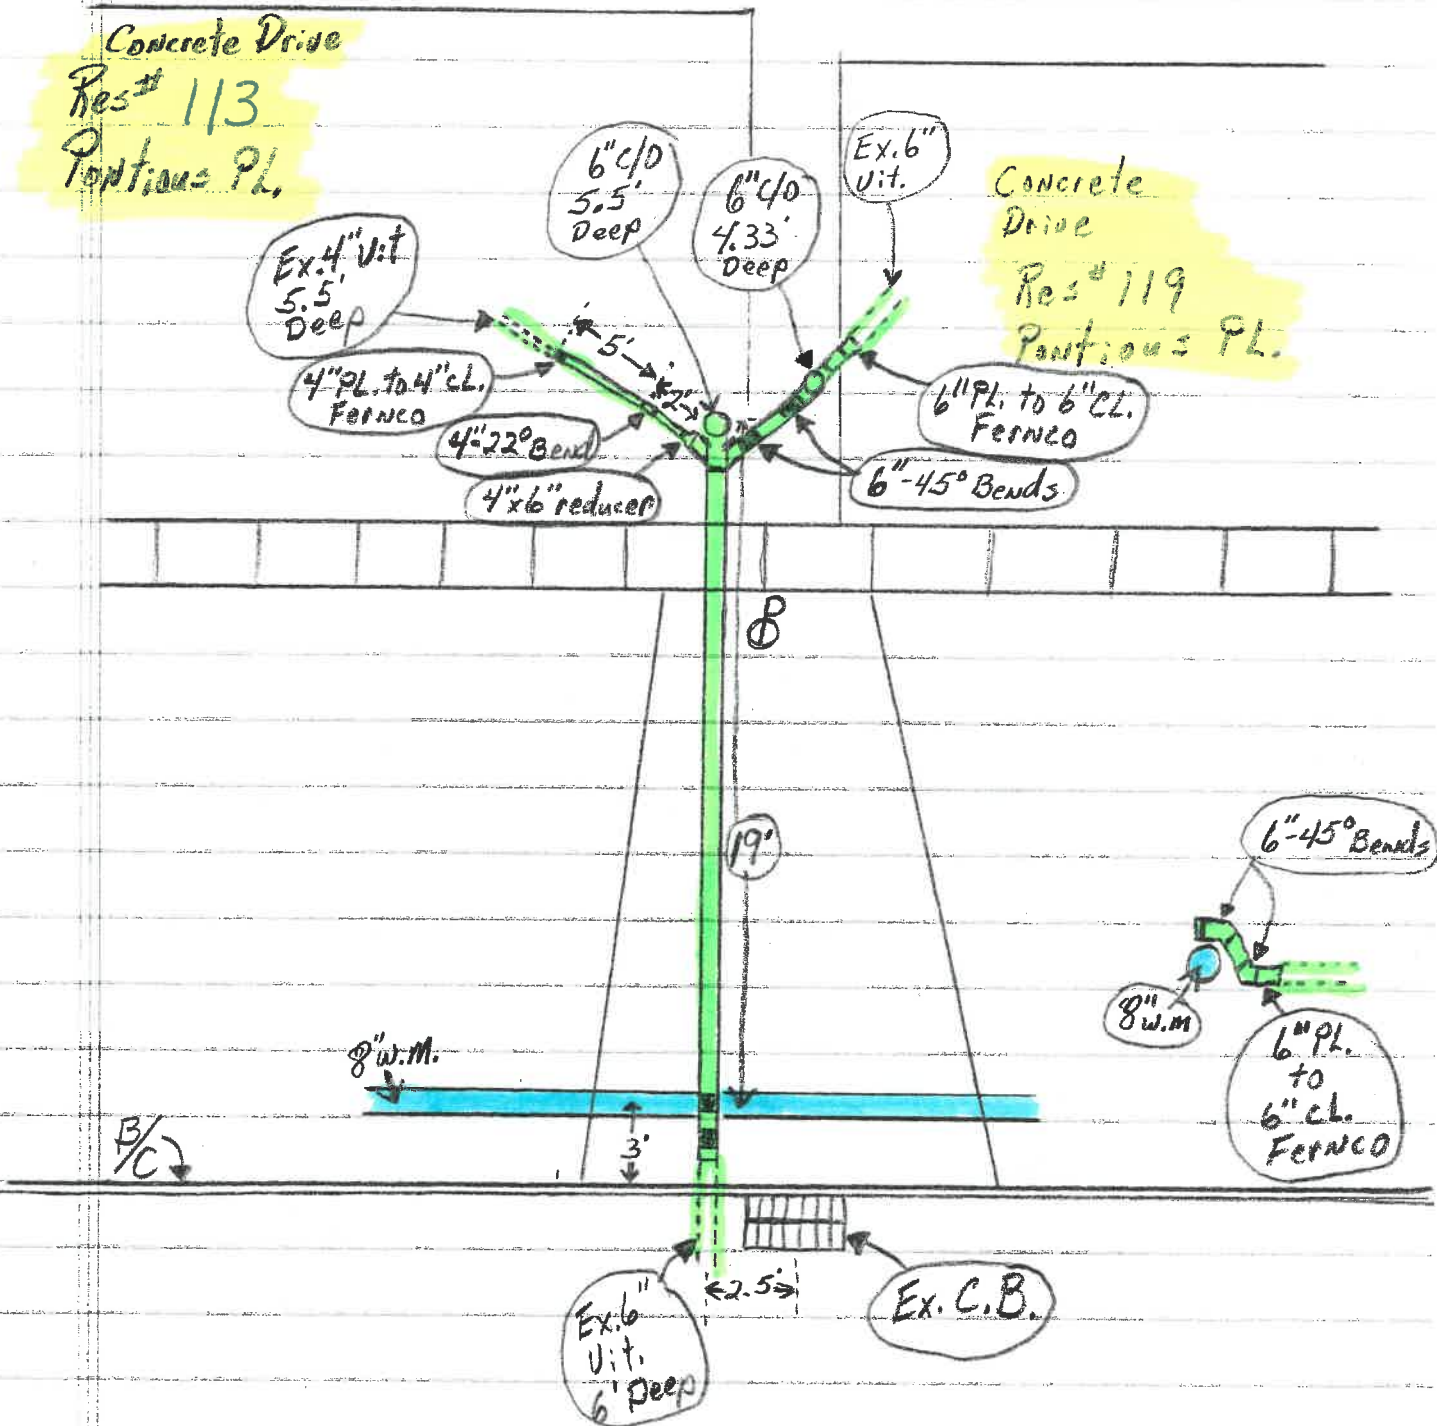 Concrete Drive
Res# 113
Pontious PL.
6" C/O
5.5'
Deep
6" C/O
4.33'
Deep
Ex. 6"
Vit.
Concrete
Drive
Res# 119
Pontious PL.
Ex. 4" Vit
5.5'
Deep
5'
2'
4" PL. to 4" CL.
Fernco
4"-22° Bend
4"x6" reducer
6" PL. to 6" CL.
Fernco
6"-45° Bends
P
19'
6"-45° Bends
8"
W.M
6" PL.
to
6" CL.
Fernco
8" W.M.
3'
B/C
2.5'
Ex. 6"
Vit.
6' Deep
Ex. C.B.